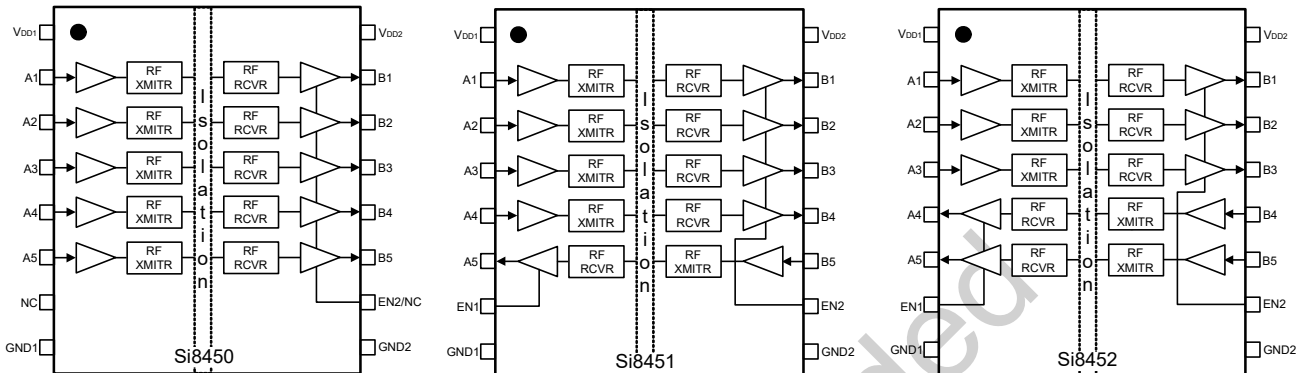 VDD1 VDD2 VDD1 VDD2 VDD1 VDD2
A1 RF XMITR RF RCVR B1 A1 RF XMITR RF RCVR B1 A1 RF XMITR RF RCVR B1
A2 RF XMITR RF RCVR B2 A2 RF XMITR RF RCVR B2 A2 RF XMITR RF RCVR B2
A3 RF XMITR RF RCVR B3 A3 RF XMITR RF RCVR B3 A3 RF XMITR RF RCVR B3
A4 RF XMITR RF RCVR B4 A4 RF XMITR RF RCVR B4 A4 RF RCVR RF XMITR B4
A5 RF XMITR RF RCVR B5 A5 RF RCVR RF XMITR B5 A5 RF RCVR RF XMITR B5
Isolation Isolation Isolation
NC EN2/NC EN1 EN2 EN1 EN2
GND1 GND2 GND1 GND2 GND1 GND2
Si8450 Si8451 Si8452
ded